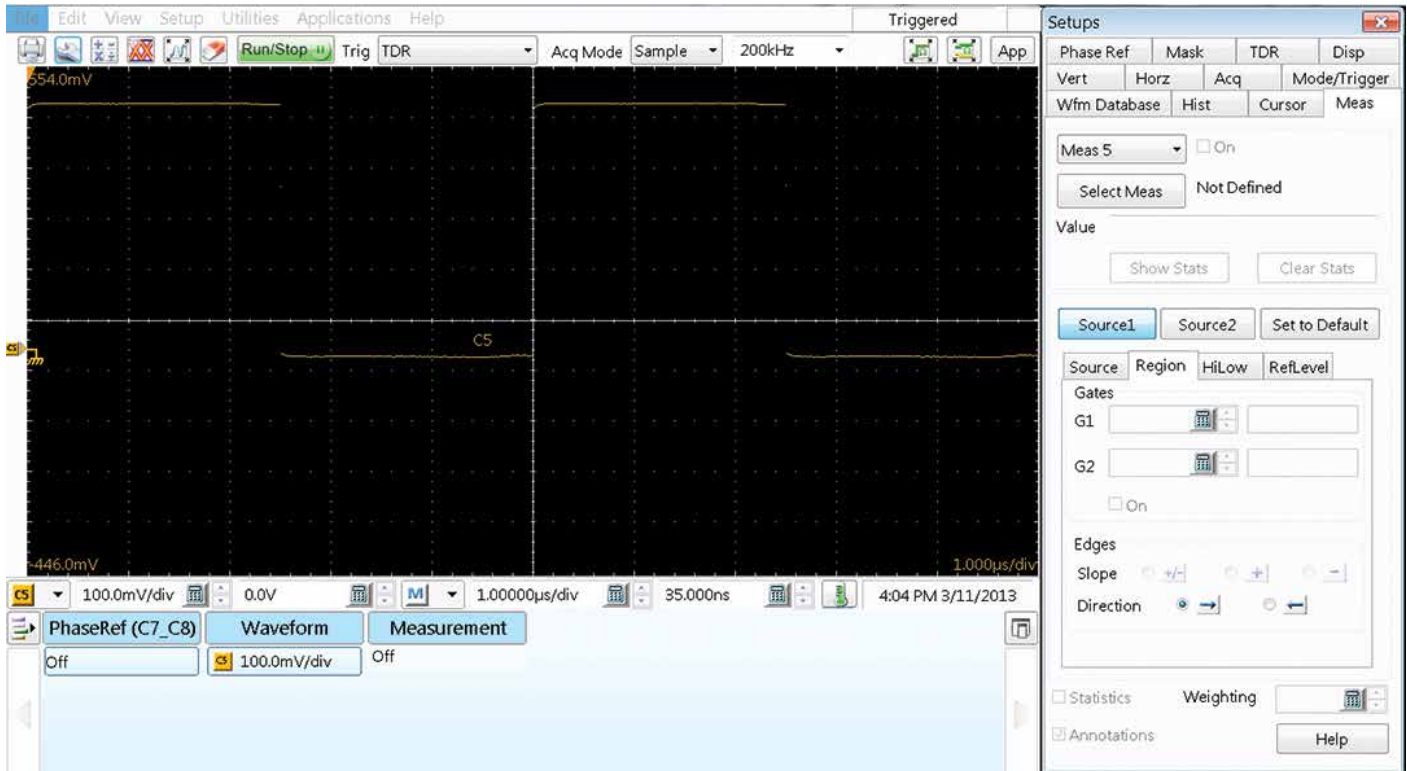 File Edit View Setup Utilities Applications Help
Triggered
Run/Stop Trig TDR Acq Mode Sample 200kHz App
554.0mV
C5
C5
-446.0mV
1.000µs/div
C5 100.0mV/div 0.0V M 1.00000µs/div 35.000ns 4:04 PM 3/11/2013
PhaseRef (C7_C8) Waveform Measurement
Off C5 100.0mV/div Off
Setups
Phase Ref Mask TDR Disp
Vert Horz Acq Mode/Trigger
Wfm Database Hist Cursor Meas
Meas 5 On
Select Meas Not Defined
Value
Show Stats Clear Stats
Source1 Source2 Set to Default
Source Region HiLow RefLevel
Gates
G1
G2
On
Edges
Slope +/- + -
Direction
Statistics Weighting
Annotations Help